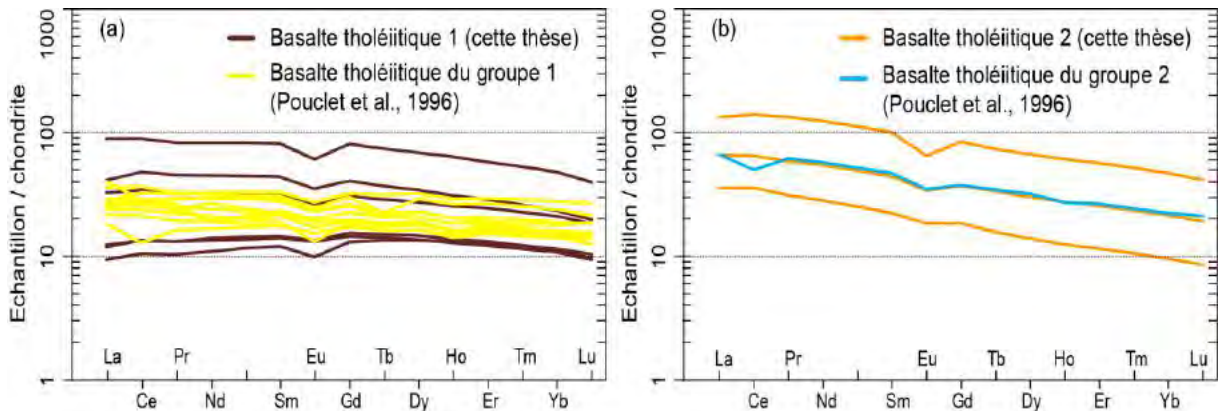 (a)
Basalte tholéiitique 1 (cette thèse)
Basalte tholéiitique du groupe 1
(Pouclet et al., 1996)
Echantillon / chondrite
1000
100
10
1
La Pr Eu Tb Ho Tm Lu
Ce Nd Sm Gd Dy Er Yb
(b)
Basalte tholéiitique 2 (cette thèse)
Basalte tholéiitique du groupe 2
(Pouclet et al., 1996)
Echantillon / chondrite
1000
100
10
1
La Pr Eu Tb Ho Tm Lu
Ce Nd Sm Gd Dy Er Yb